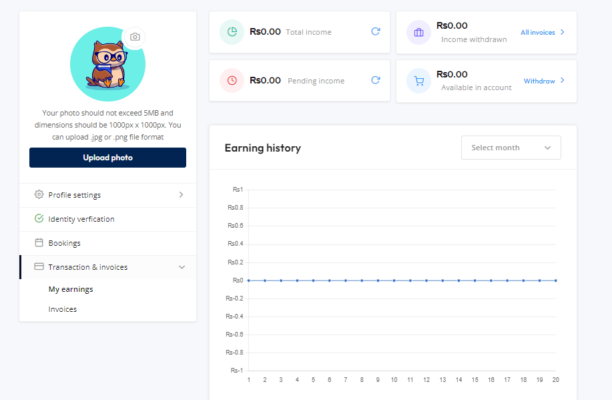 Your photo should not exceed 5MB and
dimensions should be 1000px x 1000px. You
can upload .jpg or .png file format
Upload photo
Profile settings
Identity verfication
Bookings
Transaction & invoices
My earnings
Invoices
Rs0.00 Total income
Rs0.00 All invoices
Income withdrawn
Rs0.00 Pending income
Rs0.00 Withdraw
Available in account
Earning history
Select month
Rs1
Rs0.8
Rs0.6
Rs0.4
Rs0.2
Rs0
Rs-0.2
Rs-0.4
Rs-0.6
Rs-0.8
Rs-1
1 2 3 4 5 6 7 8 9 10 11 12 13 14 15 16 17 18 19 20